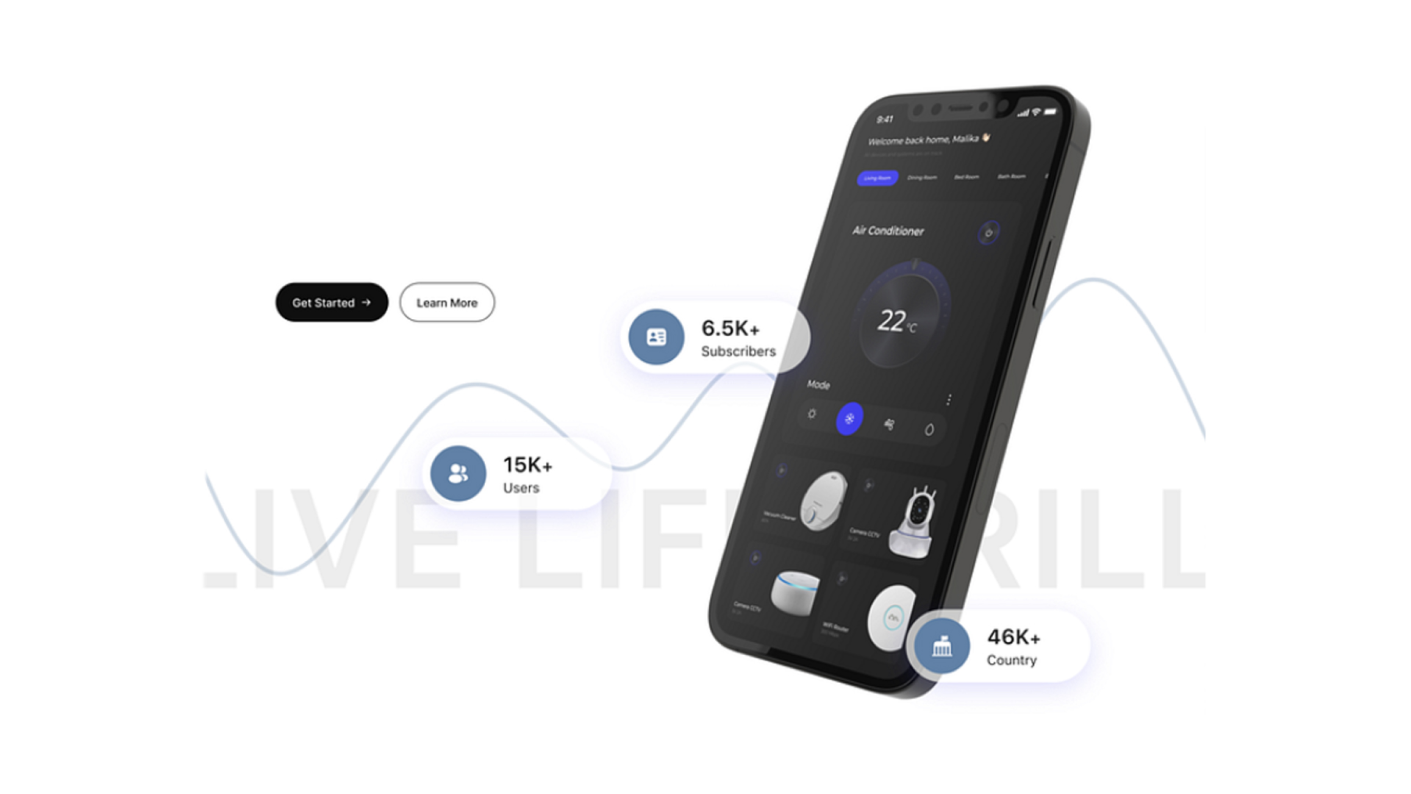 9:41
Welcome back home, Malika
Living Room
Dining Room
Bed Room
Bath Room
Air Conditioner
22 °C
Get Started →
Learn More
6.5K+
Subscribers
Mode
15K+
Users
LIVE LIF RILL
Vacuum Cleaner
Camera CCTV
Camera CCTV
Wifi Router
46K+
Country